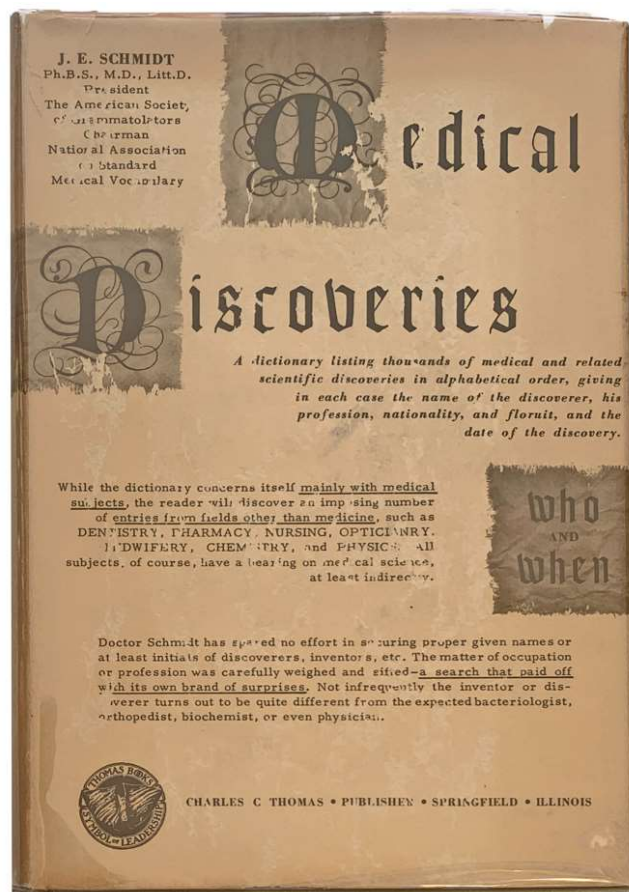 J. E. SCHMIDT
Ph.B.S., M.D., Litt.D.
President
The American Society
of Grammatolators
Chairman
National Association
on Standard
Medical Vocabulary
Medical
Discoveries
A dictionary listing thousands of medical and related
scientific discoveries in alphabetical order, giving
in each case the name of the discoverer, his
profession, nationality, and floruit, and the
date of the discovery.
While the dictionary concerns itself mainly with medical
subjects, the reader will discover an imposing number
of entries from fields other than medicine, such as
DENTISTRY, PHARMACY, NURSING, OPTICIANRY,
MIDWIFERY, CHEMISTRY, and PHYSICS. All
subjects, of course, have a bearing on medical science,
at least indirectly.
who
AND
when
Doctor Schmidt has spared no effort in securing proper given names or
at least initials of discoverers, inventors, etc. The matter of occupation
or profession was carefully weighed and sifted—a search that paid off
with its own brand of surprises. Not infrequently the inventor or dis-
coverer turns out to be quite different from the expected bacteriologist,
orthopedist, biochemist, or even physician.
THOMAS BOOKS
SYMBOL OF LEADERSHIP
CHARLES C THOMAS • PUBLISHER • SPRINGFIELD • ILLINOIS